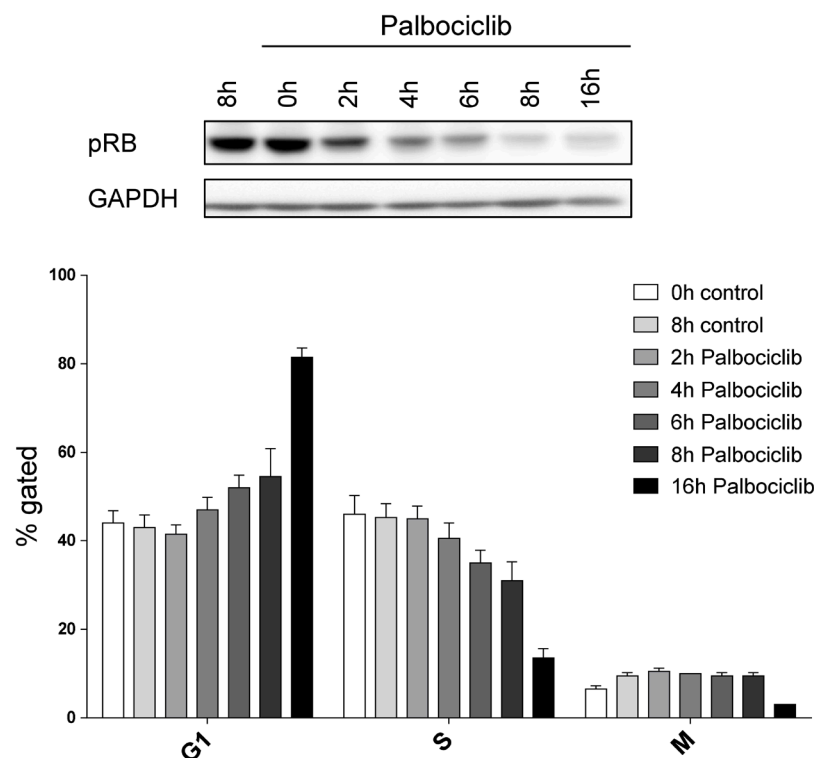 Palbociclib
8h 0h 2h 4h 6h 8h 16h
pRB
GAPDH
100
80
60
40
20
0
% gated
0h control
8h control
2h Palbociclib
4h Palbociclib
6h Palbociclib
8h Palbociclib
16h Palbociclib
G1 S M